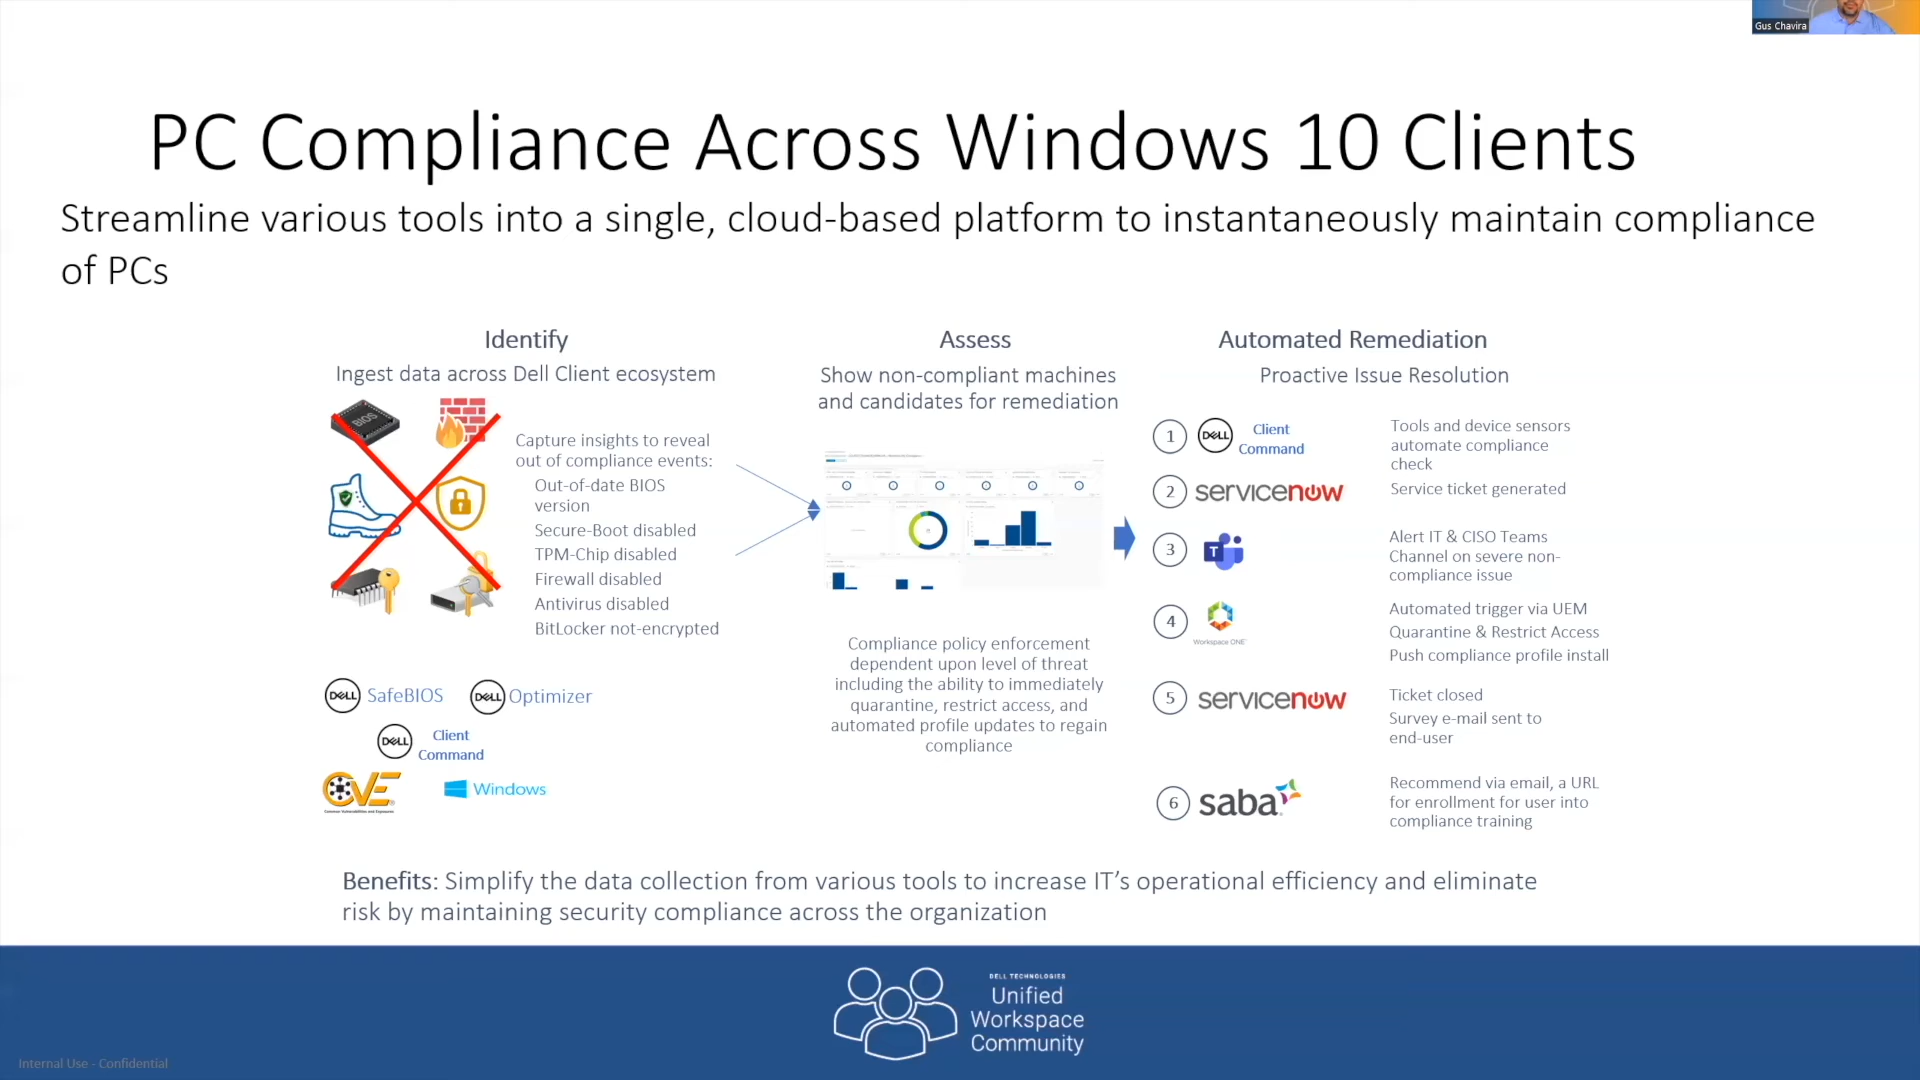 Gus Chavira
PC Compliance Across Windows 10 Clients
Streamline various tools into a single, cloud-based platform to instantaneously maintain compliance
of PCs
Identify
Ingest data across Dell Client ecosystem
BIOS
Capture insights to reveal
out of compliance events:
Out-of-date BIOS
version
Secure-Boot disabled
TPM-Chip disabled
Firewall disabled
Antivirus disabled
BitLocker not-encrypted
DELL SafeBIOS
DELL Optimizer
DELL Client
Command
CVE
Common Vulnerabilities and Exposures
Windows
Assess
Show non-compliant machines
and candidates for remediation
Compliance policy enforcement
dependent upon level of threat
including the ability to immediately
quarantine, restrict access, and
automated profile updates to regain
compliance
Automated Remediation
Proactive Issue Resolution
1 DELL Client
Command
Tools and device sensors
automate compliance
check
2 servicenow
Service ticket generated
3 T
Alert IT & CISO Teams
Channel on severe non-
compliance issue
4 Workspace ONE
Automated trigger via UEM
Quarantine & Restrict Access
Push compliance profile install
5 servicenow
Ticket closed
Survey e-mail sent to
end-user
6 saba
Recommend via email, a URL
for enrollment for user into
compliance training
Benefits: Simplify the data collection from various tools to increase IT’s operational efficiency and eliminate
risk by maintaining security compliance across the organization
DELL TECHNOLOGIES
Unified
Workspace
Community
Internal Use - Confidential